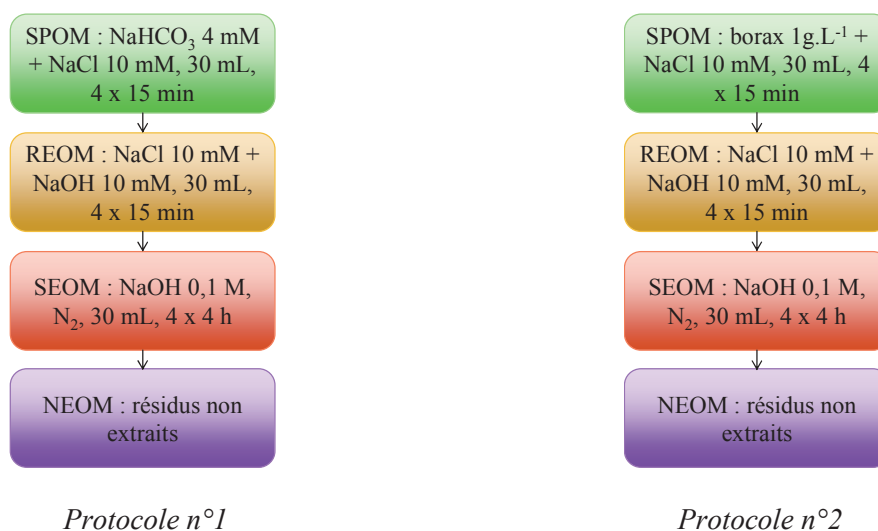 SPOM : NaHCO₃ 4 mM
+ NaCl 10 mM, 30 mL,
4 x 15 min
REOM : NaCl 10 mM +
NaOH 10 mM, 30 mL,
4 x 15 min
SEOM : NaOH 0,1 M,
N₂, 30 mL, 4 x 4 h
NEOM : résidus non
extraits
Protocole n°1
SPOM : borax 1g.L⁻¹ +
NaCl 10 mM, 30 mL, 4
x 15 min
REOM : NaCl 10 mM +
NaOH 10 mM, 30 mL,
4 x 15 min
SEOM : NaOH 0,1 M,
N₂, 30 mL, 4 x 4 h
NEOM : résidus non
extraits
Protocole n°2